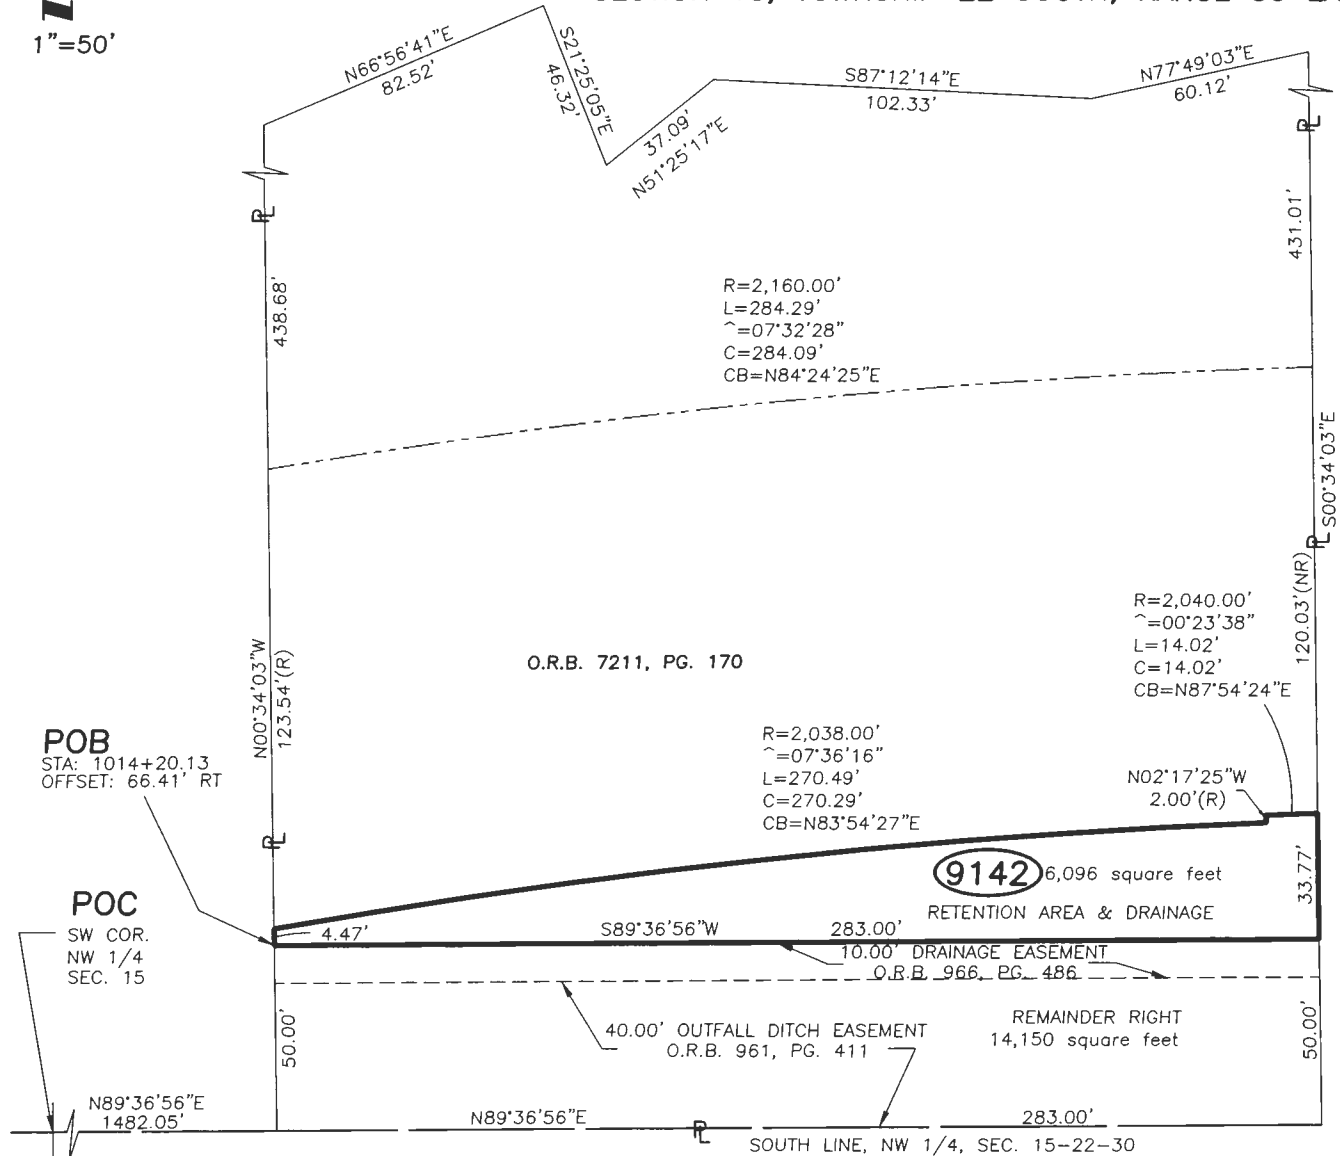 1"=50'
N66°56'41"E
82.52'
S21°25'05"E
46.32'
37.09'
N51°25'17"E
S87°12'14"E
102.33'
N77°49'03"E
60.12'
PL
PL
438.68'
431.01'
R=2,160.00'
L=284.29'
^=07°32'28"
C=284.09'
CB=N84°24'25"E
S00°34'03"E
PL
N00°34'03"W
123.54'(R)
O.R.B. 7211, PG. 170
R=2,040.00'
^=00°23'38"
L=14.02'
C=14.02'
CB=N87°54'24"E
120.03'(NR)
POB
STA: 1014+20.13
OFFSET: 66.41' RT
PL
R=2,038.00'
^=07°36'16"
L=270.49'
C=270.29'
CB=N83°54'27"E
N02°17'25"W
2.00'(R)
9142 6,096 square feet
RETENTION AREA & DRAINAGE
33.77'
POC
SW COR.
NW 1/4
SEC. 15
4.47'
S89°36'56"W
283.00'
10.00' DRAINAGE EASEMENT
O.R.B. 966, PG. 486
50.00'
40.00' OUTFALL DITCH EASEMENT
O.R.B. 961, PG. 411
REMAINDER RIGHT
14,150 square feet
50.00'
N89°36'56"E
1482.05'
N89°36'56"E
PL
283.00'
SOUTH LINE, NW 1/4, SEC. 15-22-30